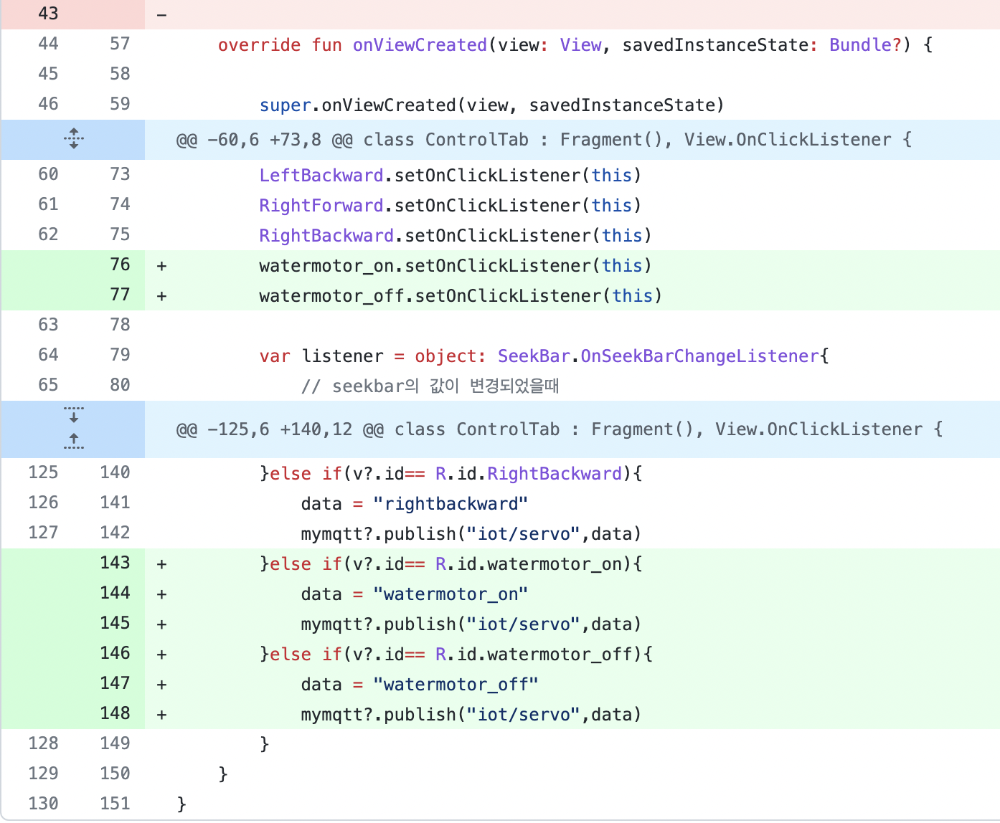 43 −
44 57 override fun onViewCreated(view: View, savedInstanceState: Bundle?) {
45 58
46 59 super.onViewCreated(view, savedInstanceState)
@@ −60,6 +73,8 @@ class ControlTab : Fragment(), View.OnClickListener {
60 73 LeftBackward.setOnClickListener(this)
61 74 RightForward.setOnClickListener(this)
62 75 RightBackward.setOnClickListener(this)
76 + watermotor_on.setOnClickListener(this)
77 + watermotor_off.setOnClickListener(this)
63 78
64 79 var listener = object: SeekBar.OnSeekBarChangeListener{
65 80 // seekbar의 값이 변경되었을때
@@ −125,6 +140,12 @@ class ControlTab : Fragment(), View.OnClickListener {
125 140 }else if(v?.id== R.id.RightBackward){
126 141 data = "rightbackward"
127 142 mymqtt?.publish("iot/servo",data)
143 + }else if(v?.id== R.id.watermotor_on){
144 + data = "watermotor_on"
145 + mymqtt?.publish("iot/servo",data)
146 + }else if(v?.id== R.id.watermotor_off){
147 + data = "watermotor_off"
148 + mymqtt?.publish("iot/servo",data)
128 149 }
129 150 }
130 151 }